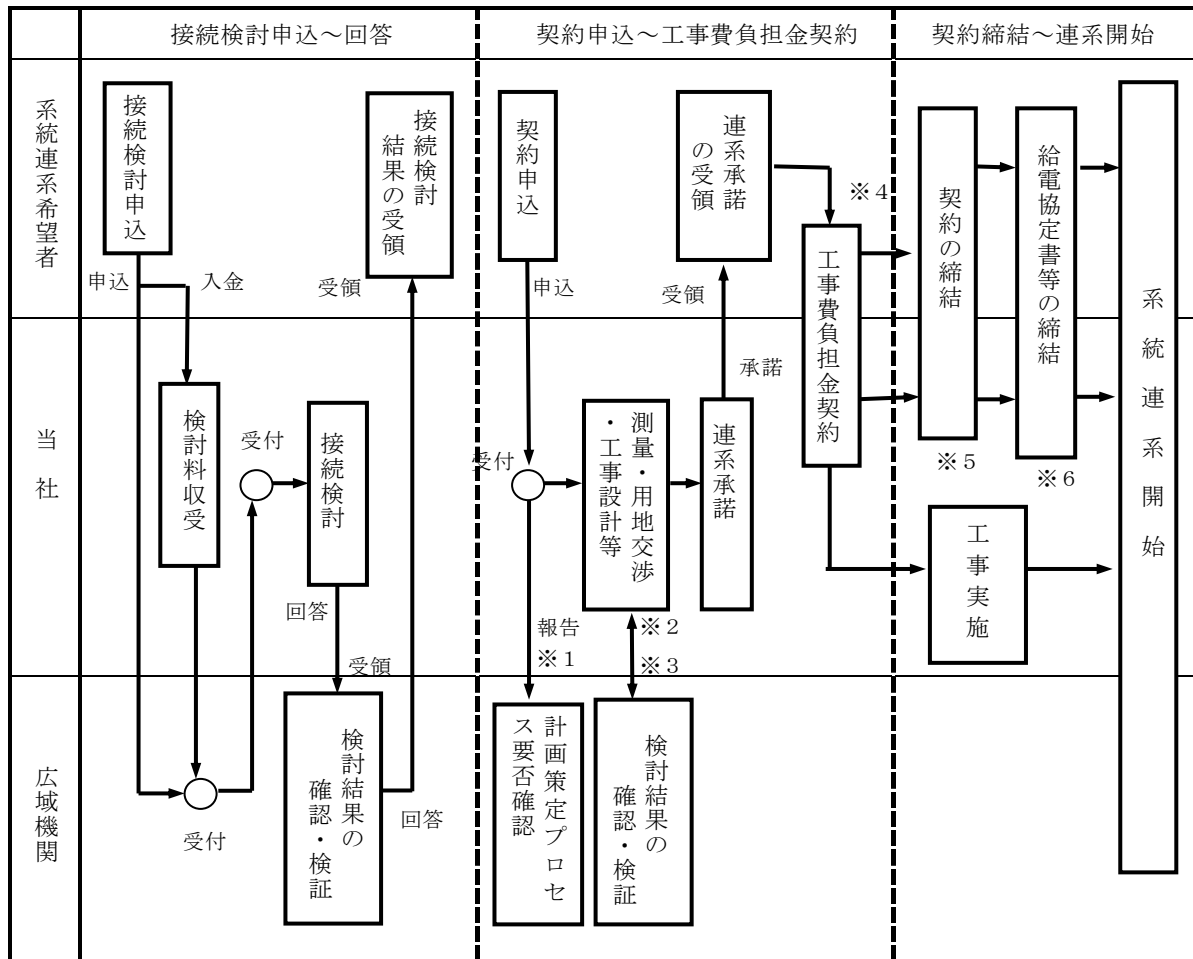 接続検討申込～回答
契約申込～工事費負担金契約
契約締結～連系開始
系統連系希望者
接続検討申込
申込
入金
接続検討
結果の受領
受領
契約申込
申込
連系承諾
の受領
受領
※４
工事費負担金契約
契約の締結
※５
給電協定書等の締結
※６
系統連系開始
当社
検討料収受
受付
接続検討
回答
受領
受付
測量・用地交渉
・工事設計等
連系承諾
承諾
報告
※１
※２
※３
工事実施
広域機関
受付
検討結果の
確認・検証
回答
計画策定プロセ
ス要否確認
検討結果の
確認・検証